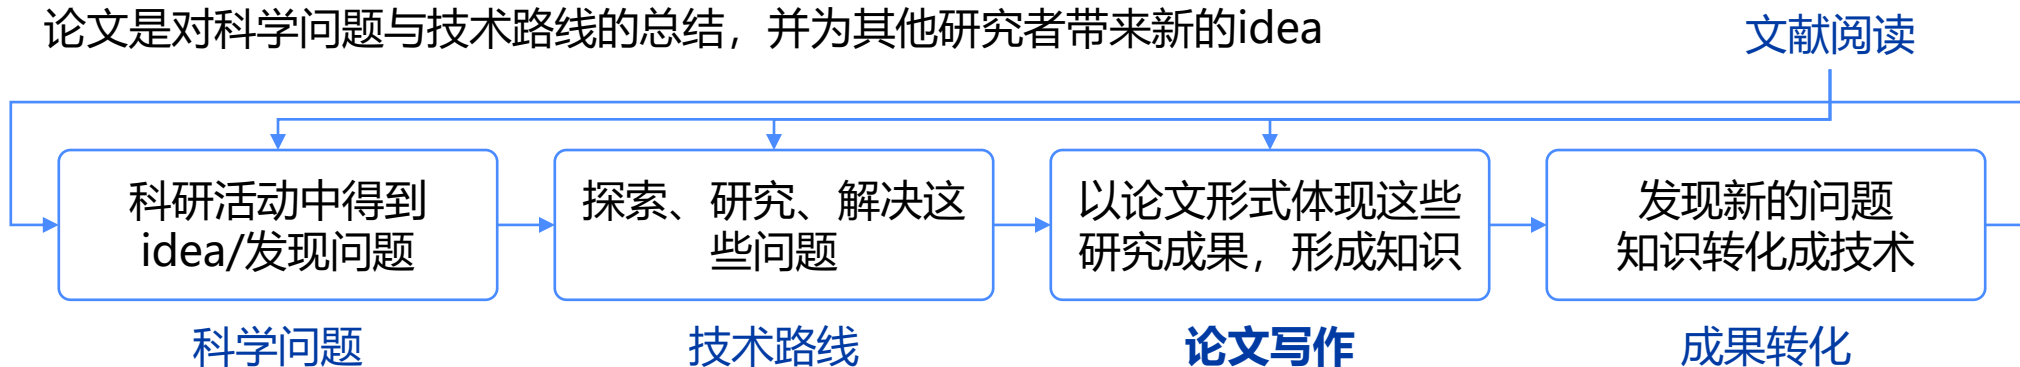 论文是对科学问题与技术路线的总结，并为其他研究者带来新的idea
文献阅读
科研活动中得到
idea/发现问题
探索、研究、解决这
些问题
以论文形式体现这些
研究成果，形成知识
发现新的问题
知识转化成技术
科学问题
技术路线
论文写作
成果转化